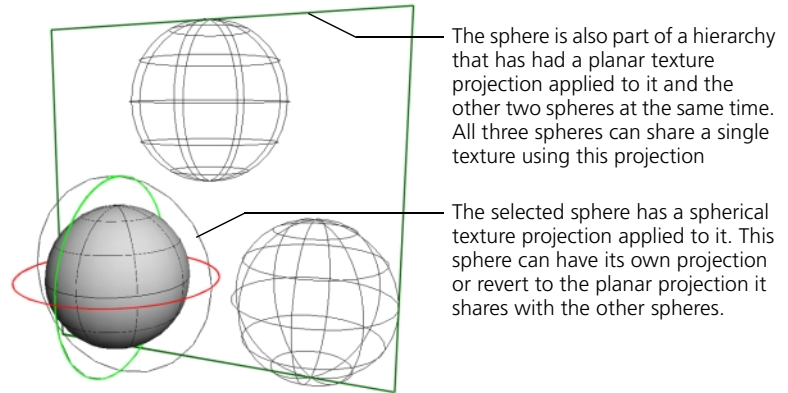 The sphere is also part of a hierarchy
that has had a planar texture
projection applied to it and the
other two spheres at the same time.
All three spheres can share a single
texture using this projection
The selected sphere has a spherical
texture projection applied to it. This
sphere can have its own projection
or revert to the planar projection it
shares with the other spheres.